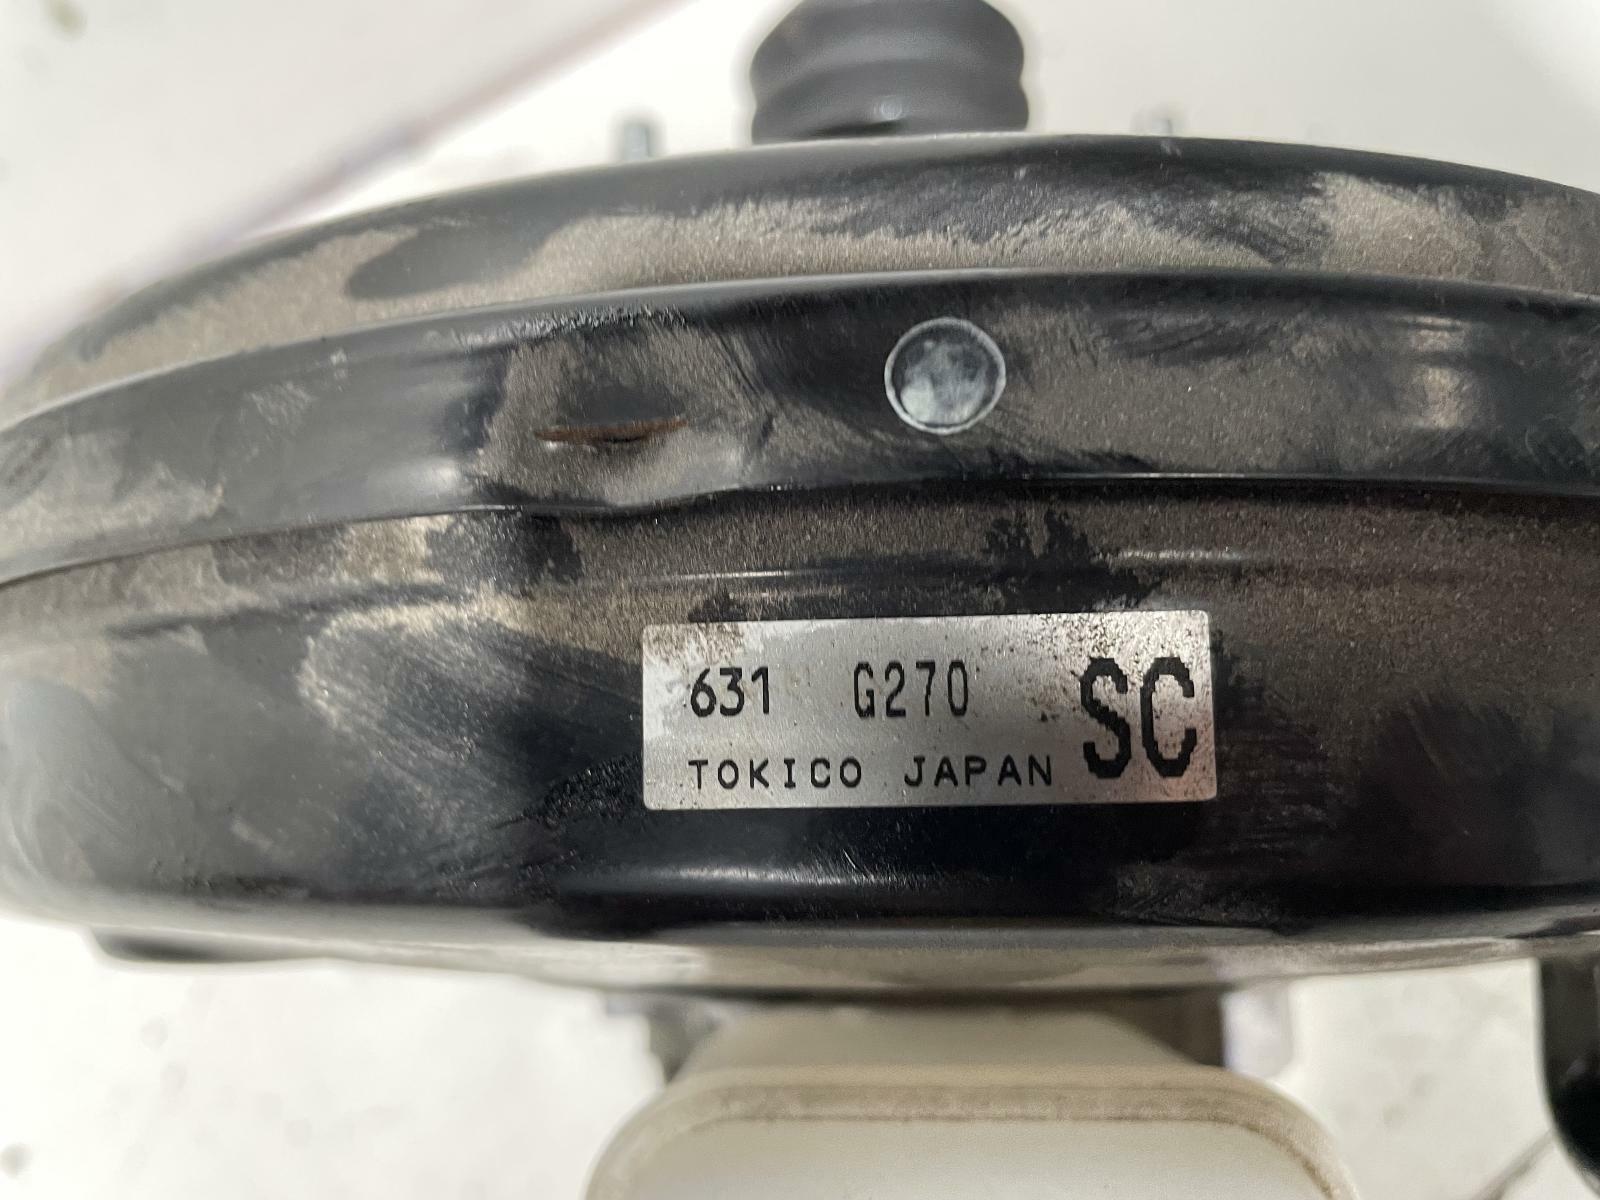 631 G270 SC
TOKICO JAPAN